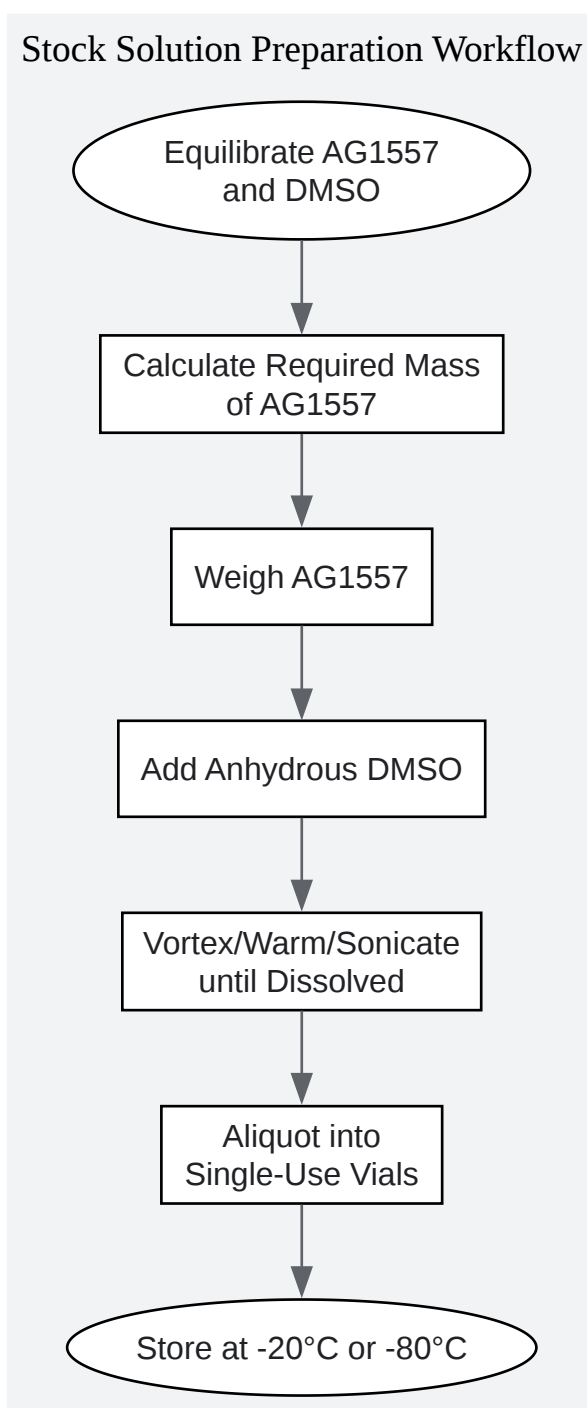 Stock Solution Preparation Workflow
Equilibrate AG1557
and DMSO
Calculate Required Mass
of AG1557
Weigh AG1557
Add Anhydrous DMSO
Vortex/Warm/Sonicate
until Dissolved
Aliquot into
Single-Use Vials
Store at -20°C or -80°C